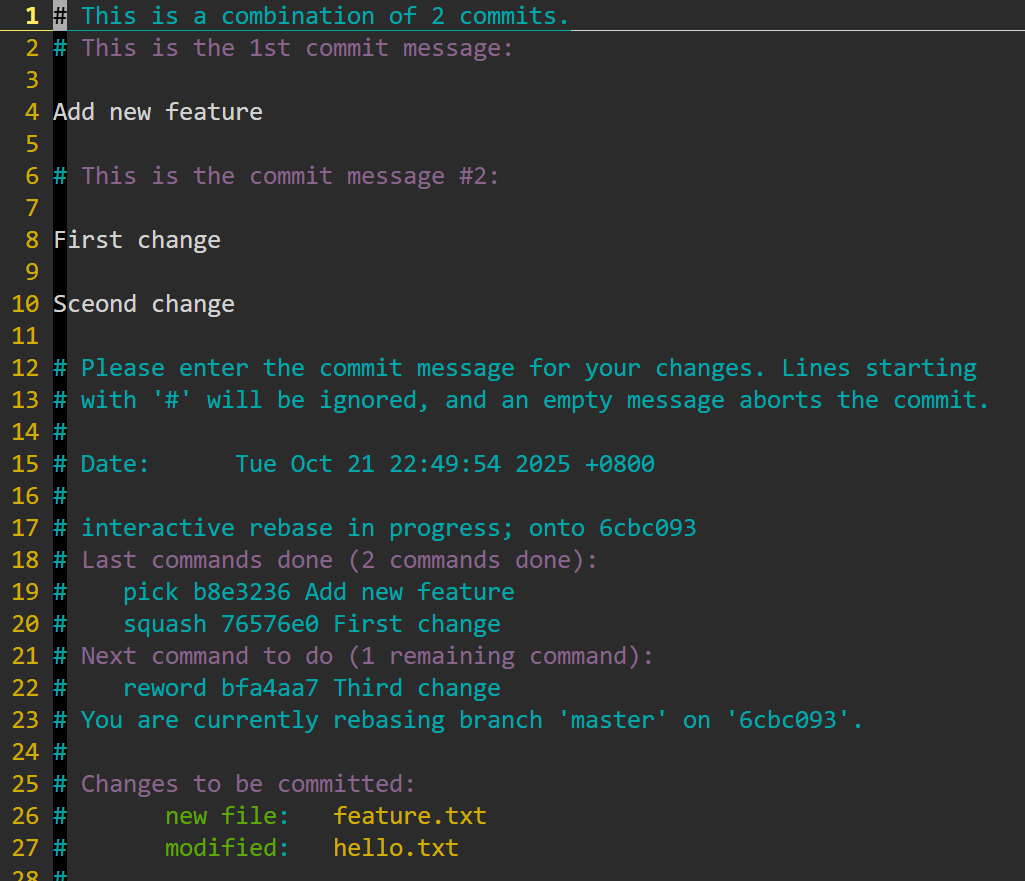 1 # This is a combination of 2 commits.
2 # This is the 1st commit message:
3
4 Add new feature
5
6 # This is the commit message #2:
7
8 First change
9
10 Sceond change
11
12 # Please enter the commit message for your changes. Lines starting
13 # with '#' will be ignored, and an empty message aborts the commit.
14 #
15 # Date:      Tue Oct 21 22:49:54 2025 +0800
16 #
17 # interactive rebase in progress; onto 6cbc093
18 # Last commands done (2 commands done):
19 #    pick b8e3236 Add new feature
20 #    squash 76576e0 First change
21 # Next command to do (1 remaining command):
22 #    reword bfa4aa7 Third change
23 # You are currently rebasing branch 'master' on '6cbc093'.
24 #
25 # Changes to be committed:
26 #       new file:   feature.txt
27 #       modified:   hello.txt
28 #